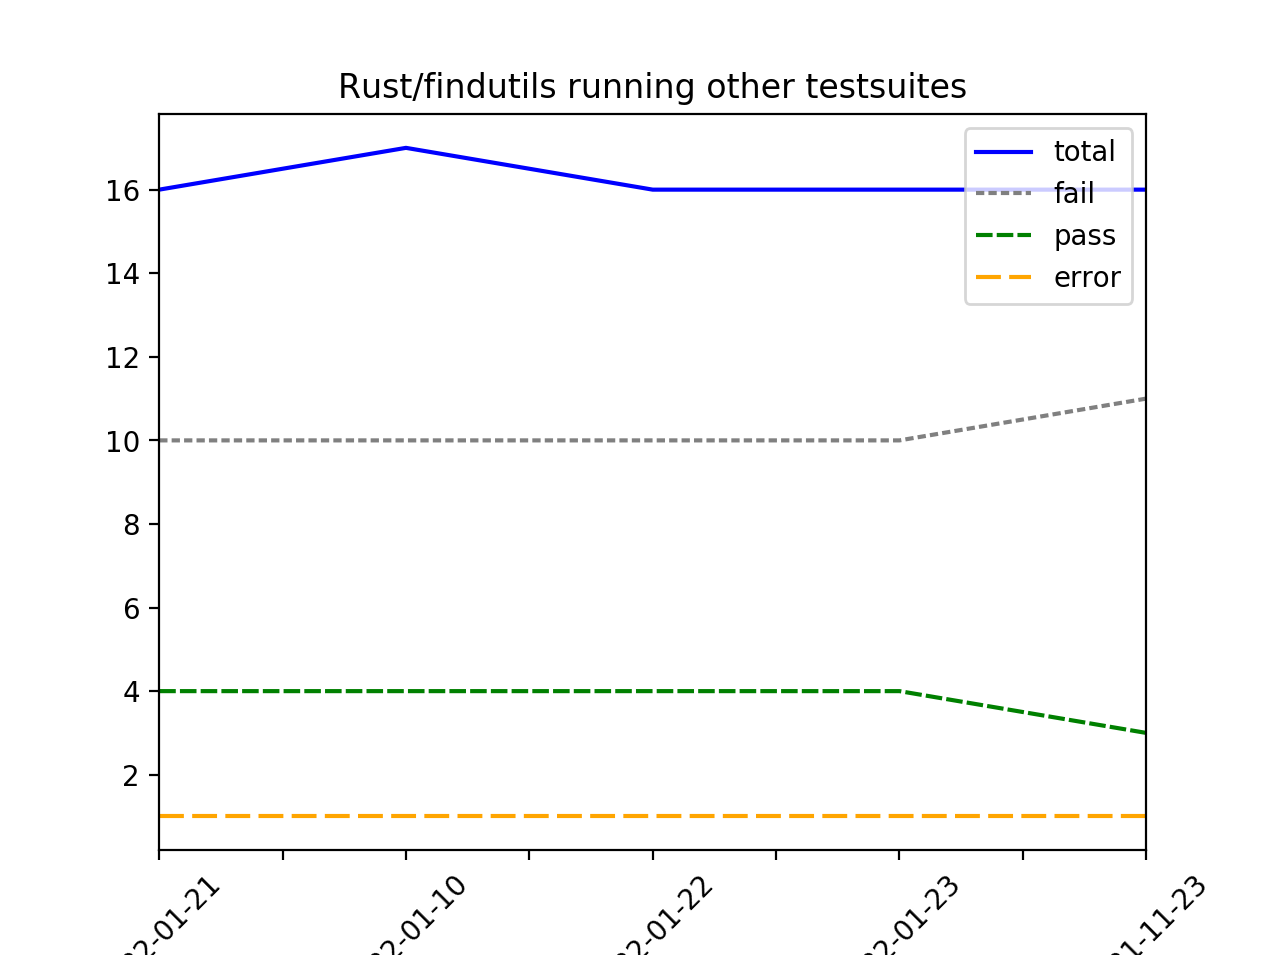 Rust/findutils running other testsuites
total
fail
pass
error
16
14
12
10
8
6
4
2
2-01-21
2-01-10
2-01-22
2-01-23
1-11-23